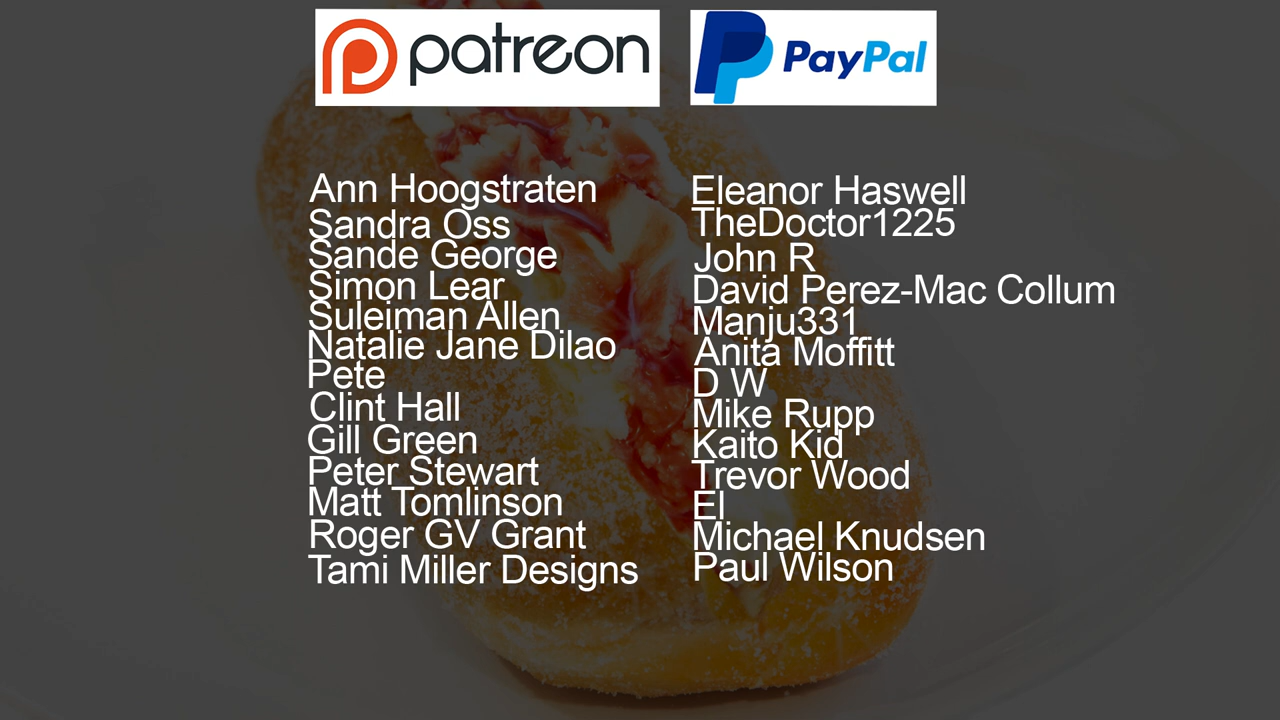 patreon
PayPal
Ann Hoogstraten
Sandra Oss
Sande George
Simon Lear
Suleiman Allen
Natalie Jane Dilao
Pete
Clint Hall
Gill Green
Peter Stewart
Matt Tomlinson
Roger GV Grant
Tami Miller Designs
Eleanor Haswell
TheDoctor1225
John R
David Perez-Mac Collum
Manju331
Anita Moffitt
D W
Mike Rupp
Kaito Kid
Trevor Wood
El
Michael Knudsen
Paul Wilson